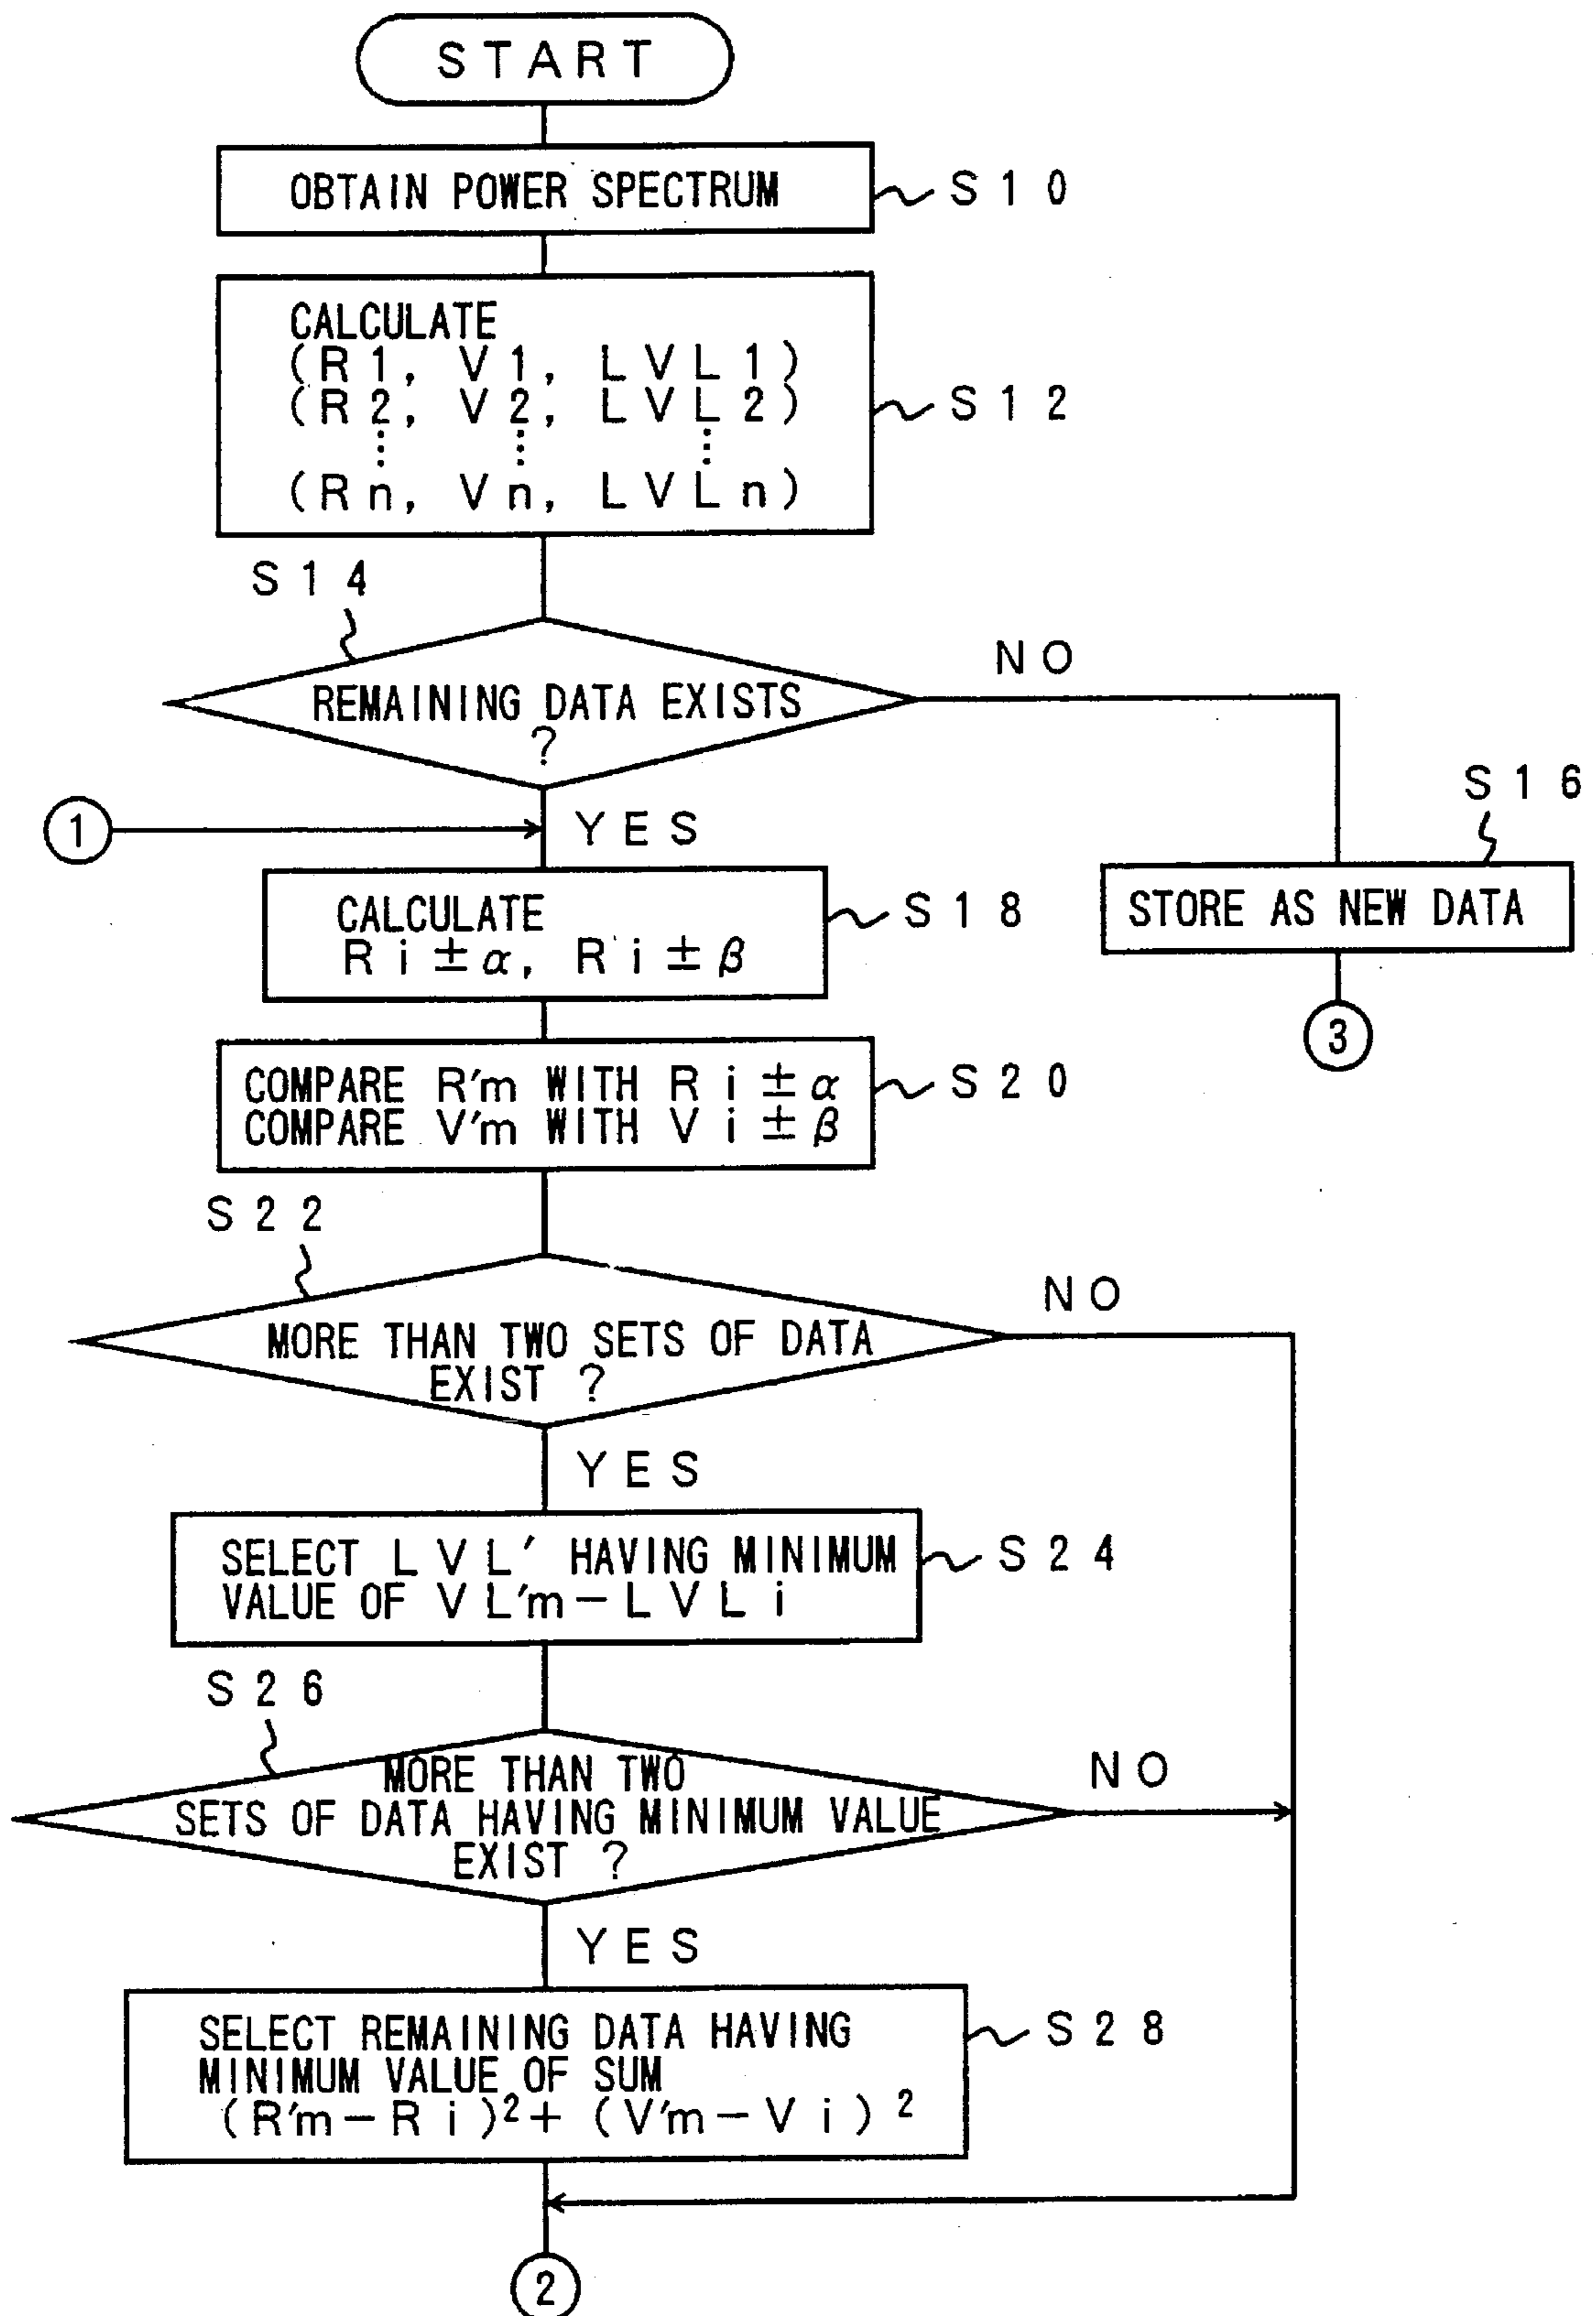 START
OBTAIN POWER SPECTRUM
S10
CALCULATE
(R1, V1, LVL1)
(R2, V2, LVL2)
⋮ ⋮ ⋮
(Rn, Vn, LVLn)
S12
S14
REMAINING DATA EXISTS
?
NO
1
YES
S16
STORE AS NEW DATA
3
CALCULATE
Ri±α, Ri±β
S18
COMPARE R'm WITH Ri±α
COMPARE V'm WITH Vi±β
S20
S22
MORE THAN TWO SETS OF DATA
EXIST ?
NO
YES
SELECT LVL' HAVING MINIMUM
VALUE OF VL'm-LVLi
S24
S26
MORE THAN TWO
SETS OF DATA HAVING MINIMUM VALUE
EXIST ?
NO
YES
SELECT REMAINING DATA HAVING
MINIMUM VALUE OF SUM
(R'm-Ri)²+(V'm-Vi)²
S28
2